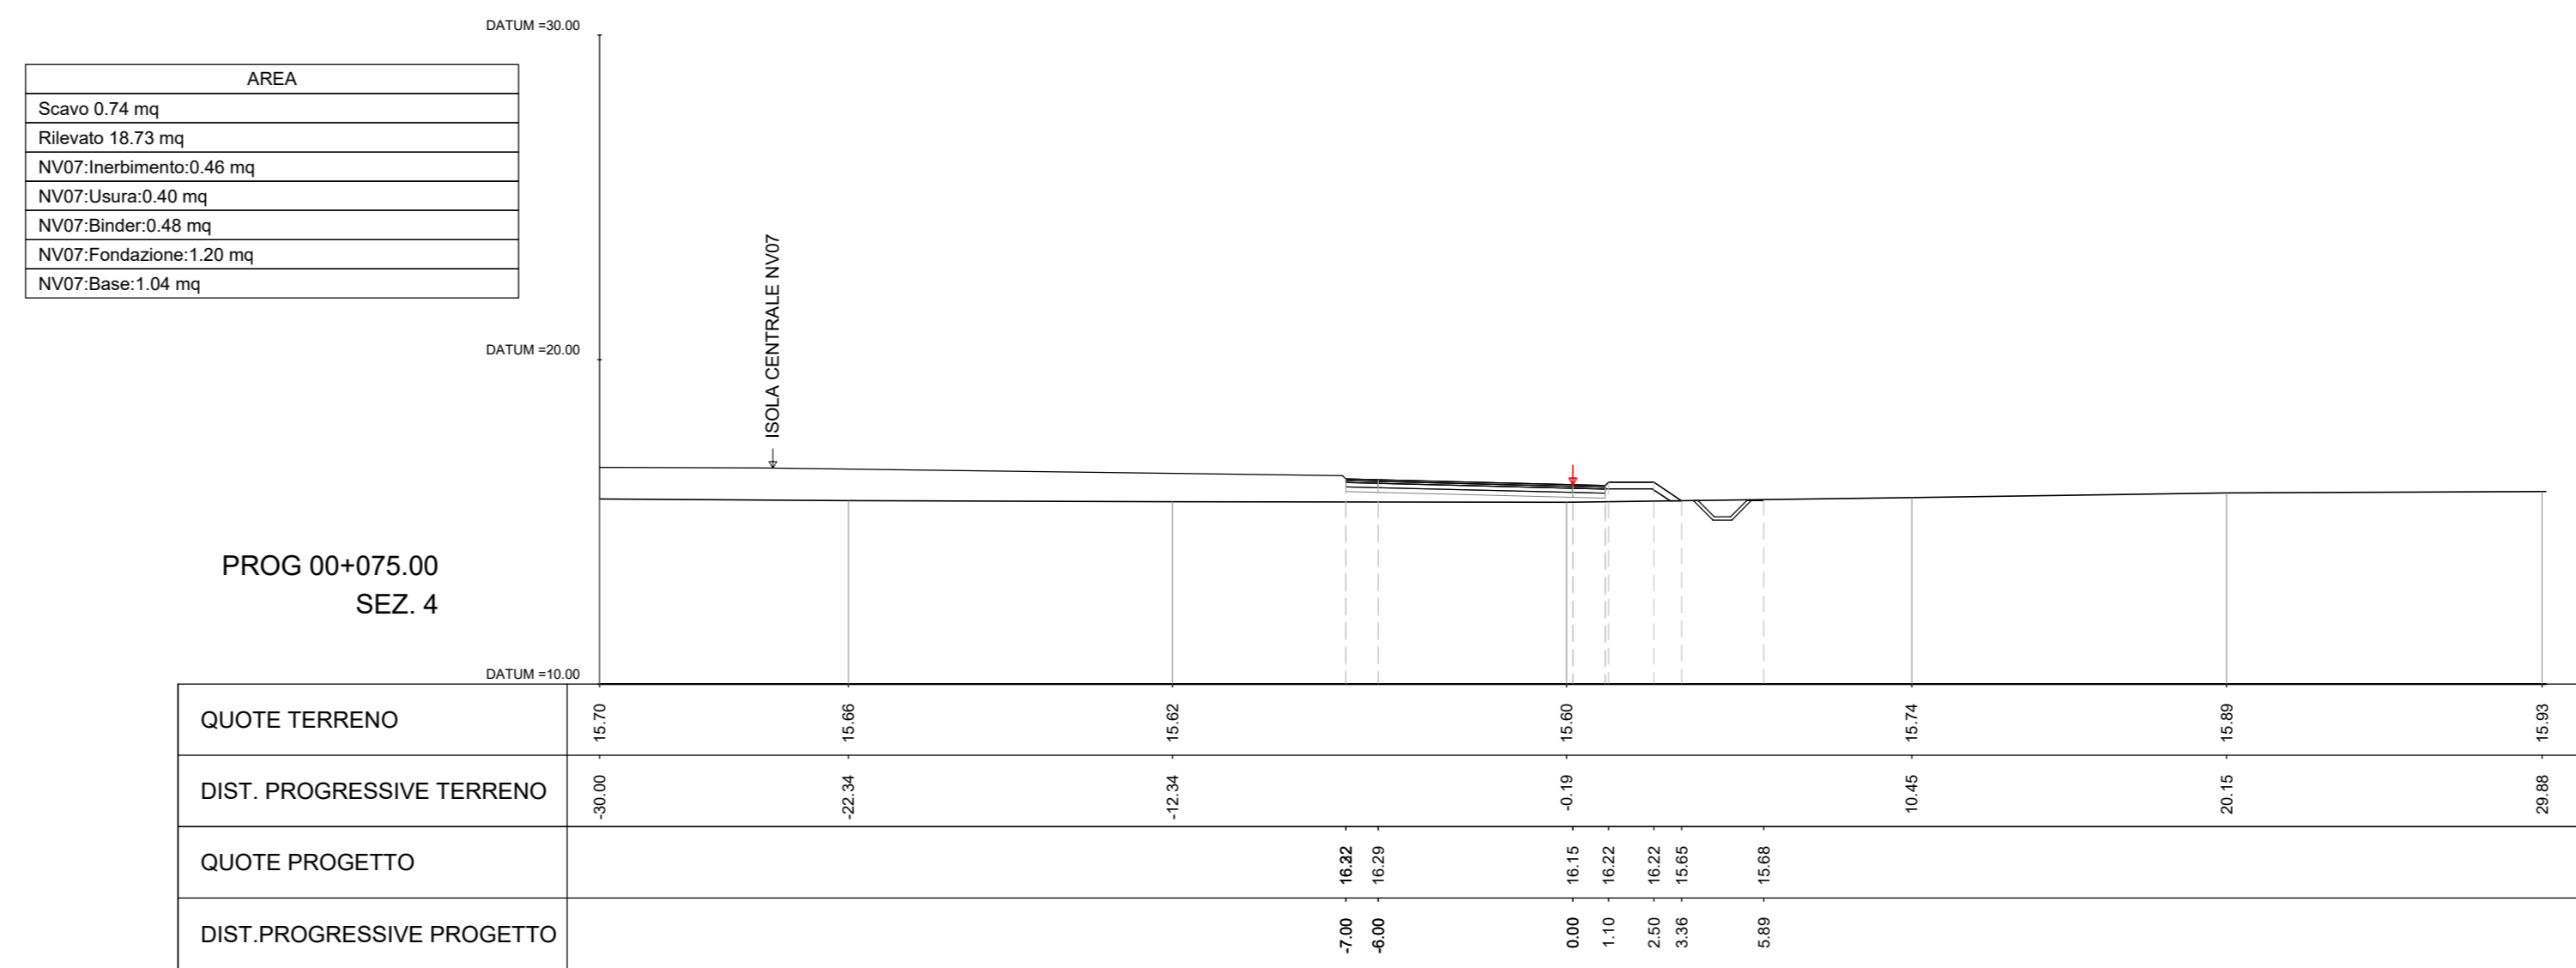 DATUM =30.00
AREA
Scavo 0.74 mq
Rilevato 18.73 mq
NV07:Inerbimento:0.46 mq
NV07:Usura:0.40 mq
NV07:Binder:0.48 mq
NV07:Fondazione:1.20 mq
NV07:Base:1.04 mq
ISOLA CENTRALE NV07
DATUM =20.00
PROG 00+075.00
SEZ. 4
DATUM =10.00
QUOTE TERRENO 15.70 15.66 15.62 15.60 15.74 15.89 15.93
DIST. PROGRESSIVE TERRENO -30.00 -22.34 -12.34 -0.19 10.45 20.15 29.88
QUOTE PROGETTO 16.29 16.15 16.22 16.22 15.65 15.68
DIST.PROGRESSIVE PROGETTO -7.00 -6.00 0.00 1.10 2.50 3.36 5.89